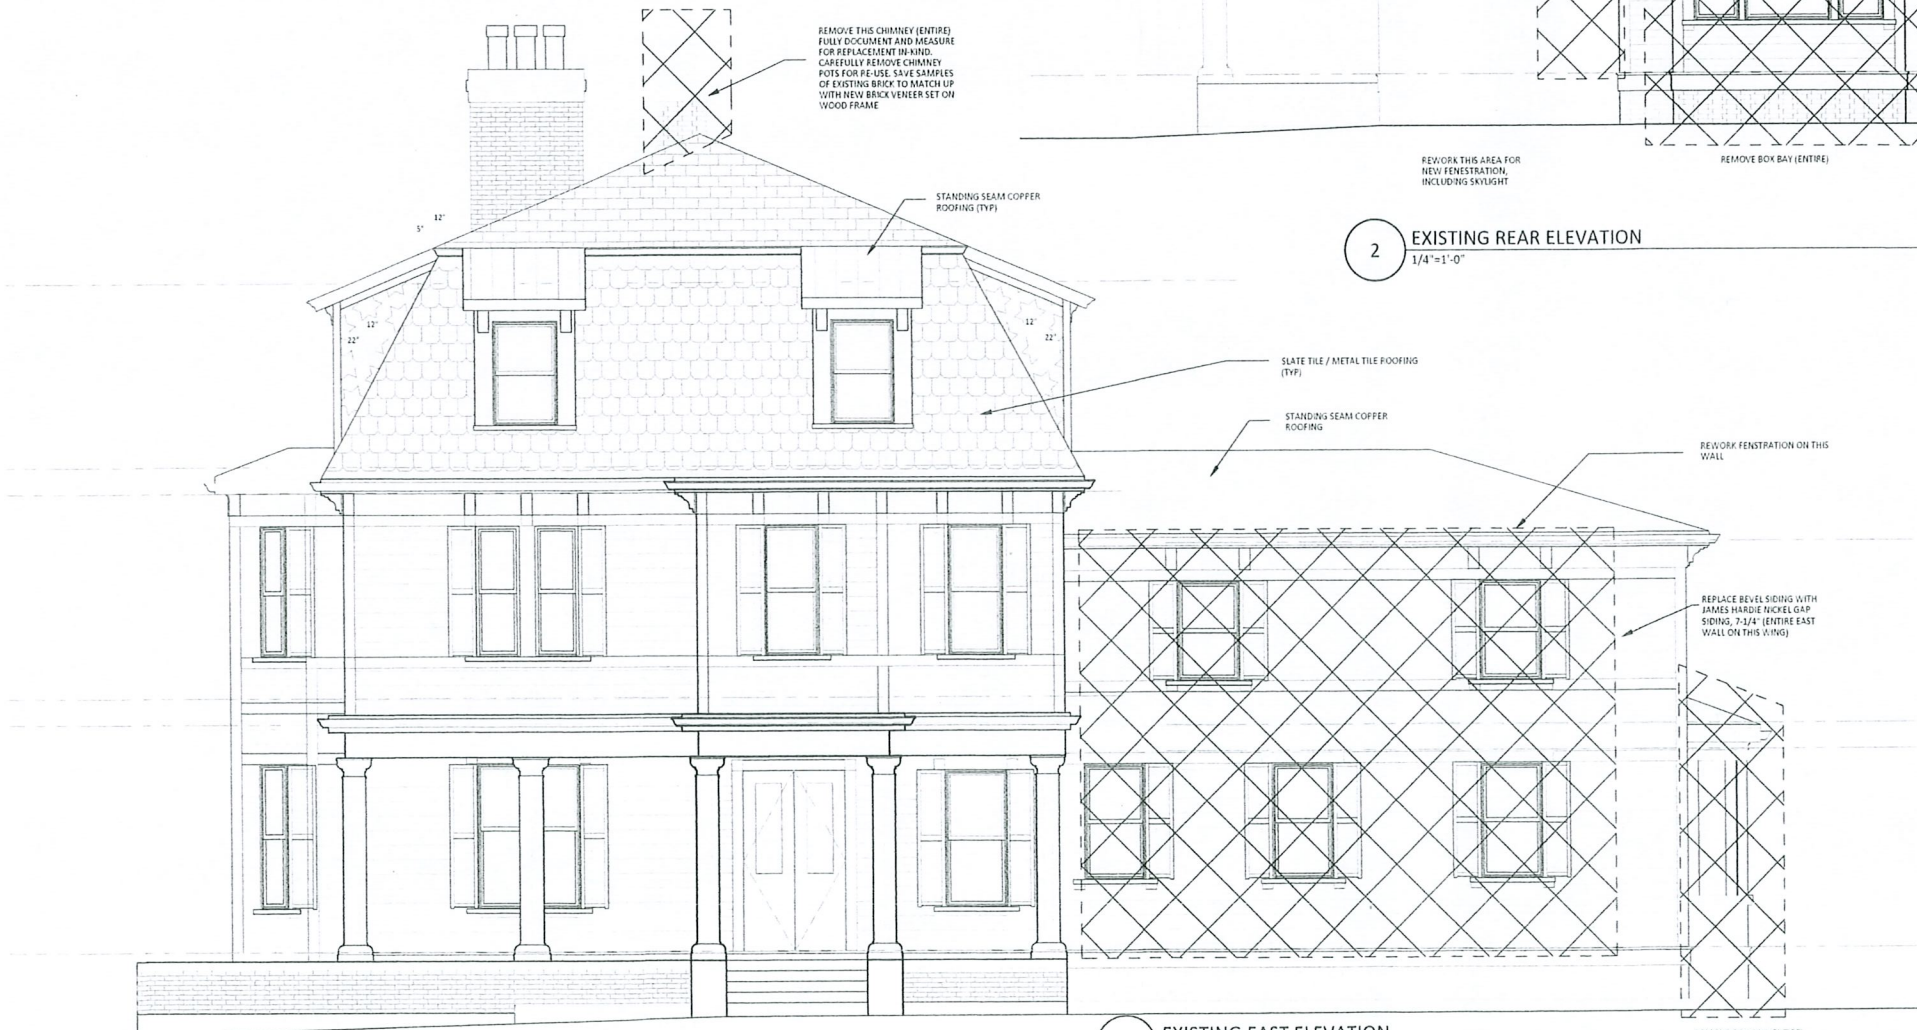 REMOVE THIS CHIMNEY (ENTIRE)
FULLY DOCUMENT AND MEASURE
FOR REPLACEMENT IN-KIND.
CAREFULLY REMOVE CHIMNEY
POTS FOR RE-USE. SAVE SAMPLES
OF EXISTING BRICK TO MATCH UP
WITH NEW BRICK VENEER SET ON
WOOD FRAME
REWORK THIS AREA FOR
NEW FENESTRATION,
INCLUDING SKYLIGHT
REMOVE BOX BAY (ENTIRE)
2
EXISTING REAR ELEVATION
1/4"=1'-0"
STANDING SEAM COPPER
ROOFING (TYP)
12"
5"
12"
22"
12"
22"
SLATE TILE / METAL TILE ROOFING
(TYP)
STANDING SEAM COPPER
ROOFING
REWORK FENSTRATION ON THIS
WALL
REPLACE BEVEL SIDING WITH
JAMES HARDIE NICKEL GAP
SIDING, 7-1/4" (ENTIRE EAST
WALL ON THIS WING)
EXISTING EAST ELEVATION